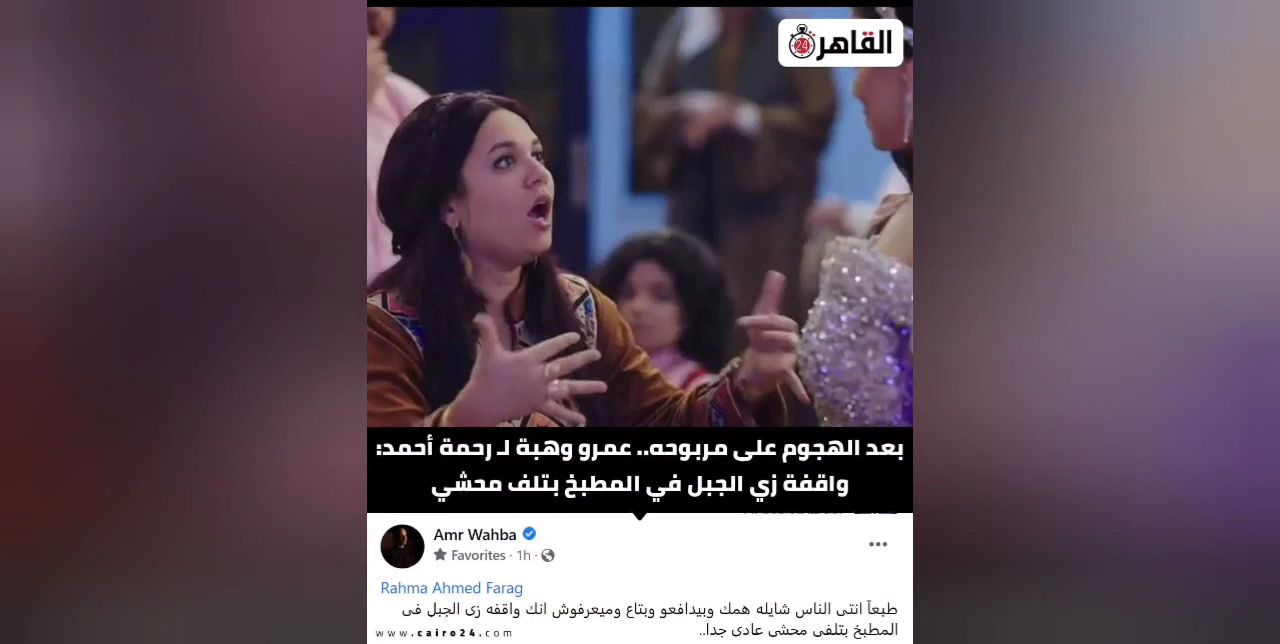 القاهرة 24
بعد الهجوم على مربوحه.. عمرو وهبة لـ رحمة أحمد:
واقفة زي الجبل في المطبخ بتلف محشي
Amr Wahba
Favorites · 1h ·
Rahma Ahmed Farag
طبعاً انتى الناس شايله همك وبيدافعو وبتاع وميعرفوش انك واقفه زى الجبل فى
المطبخ بتلفى محشى عادى جدا..
www.cairo24.com